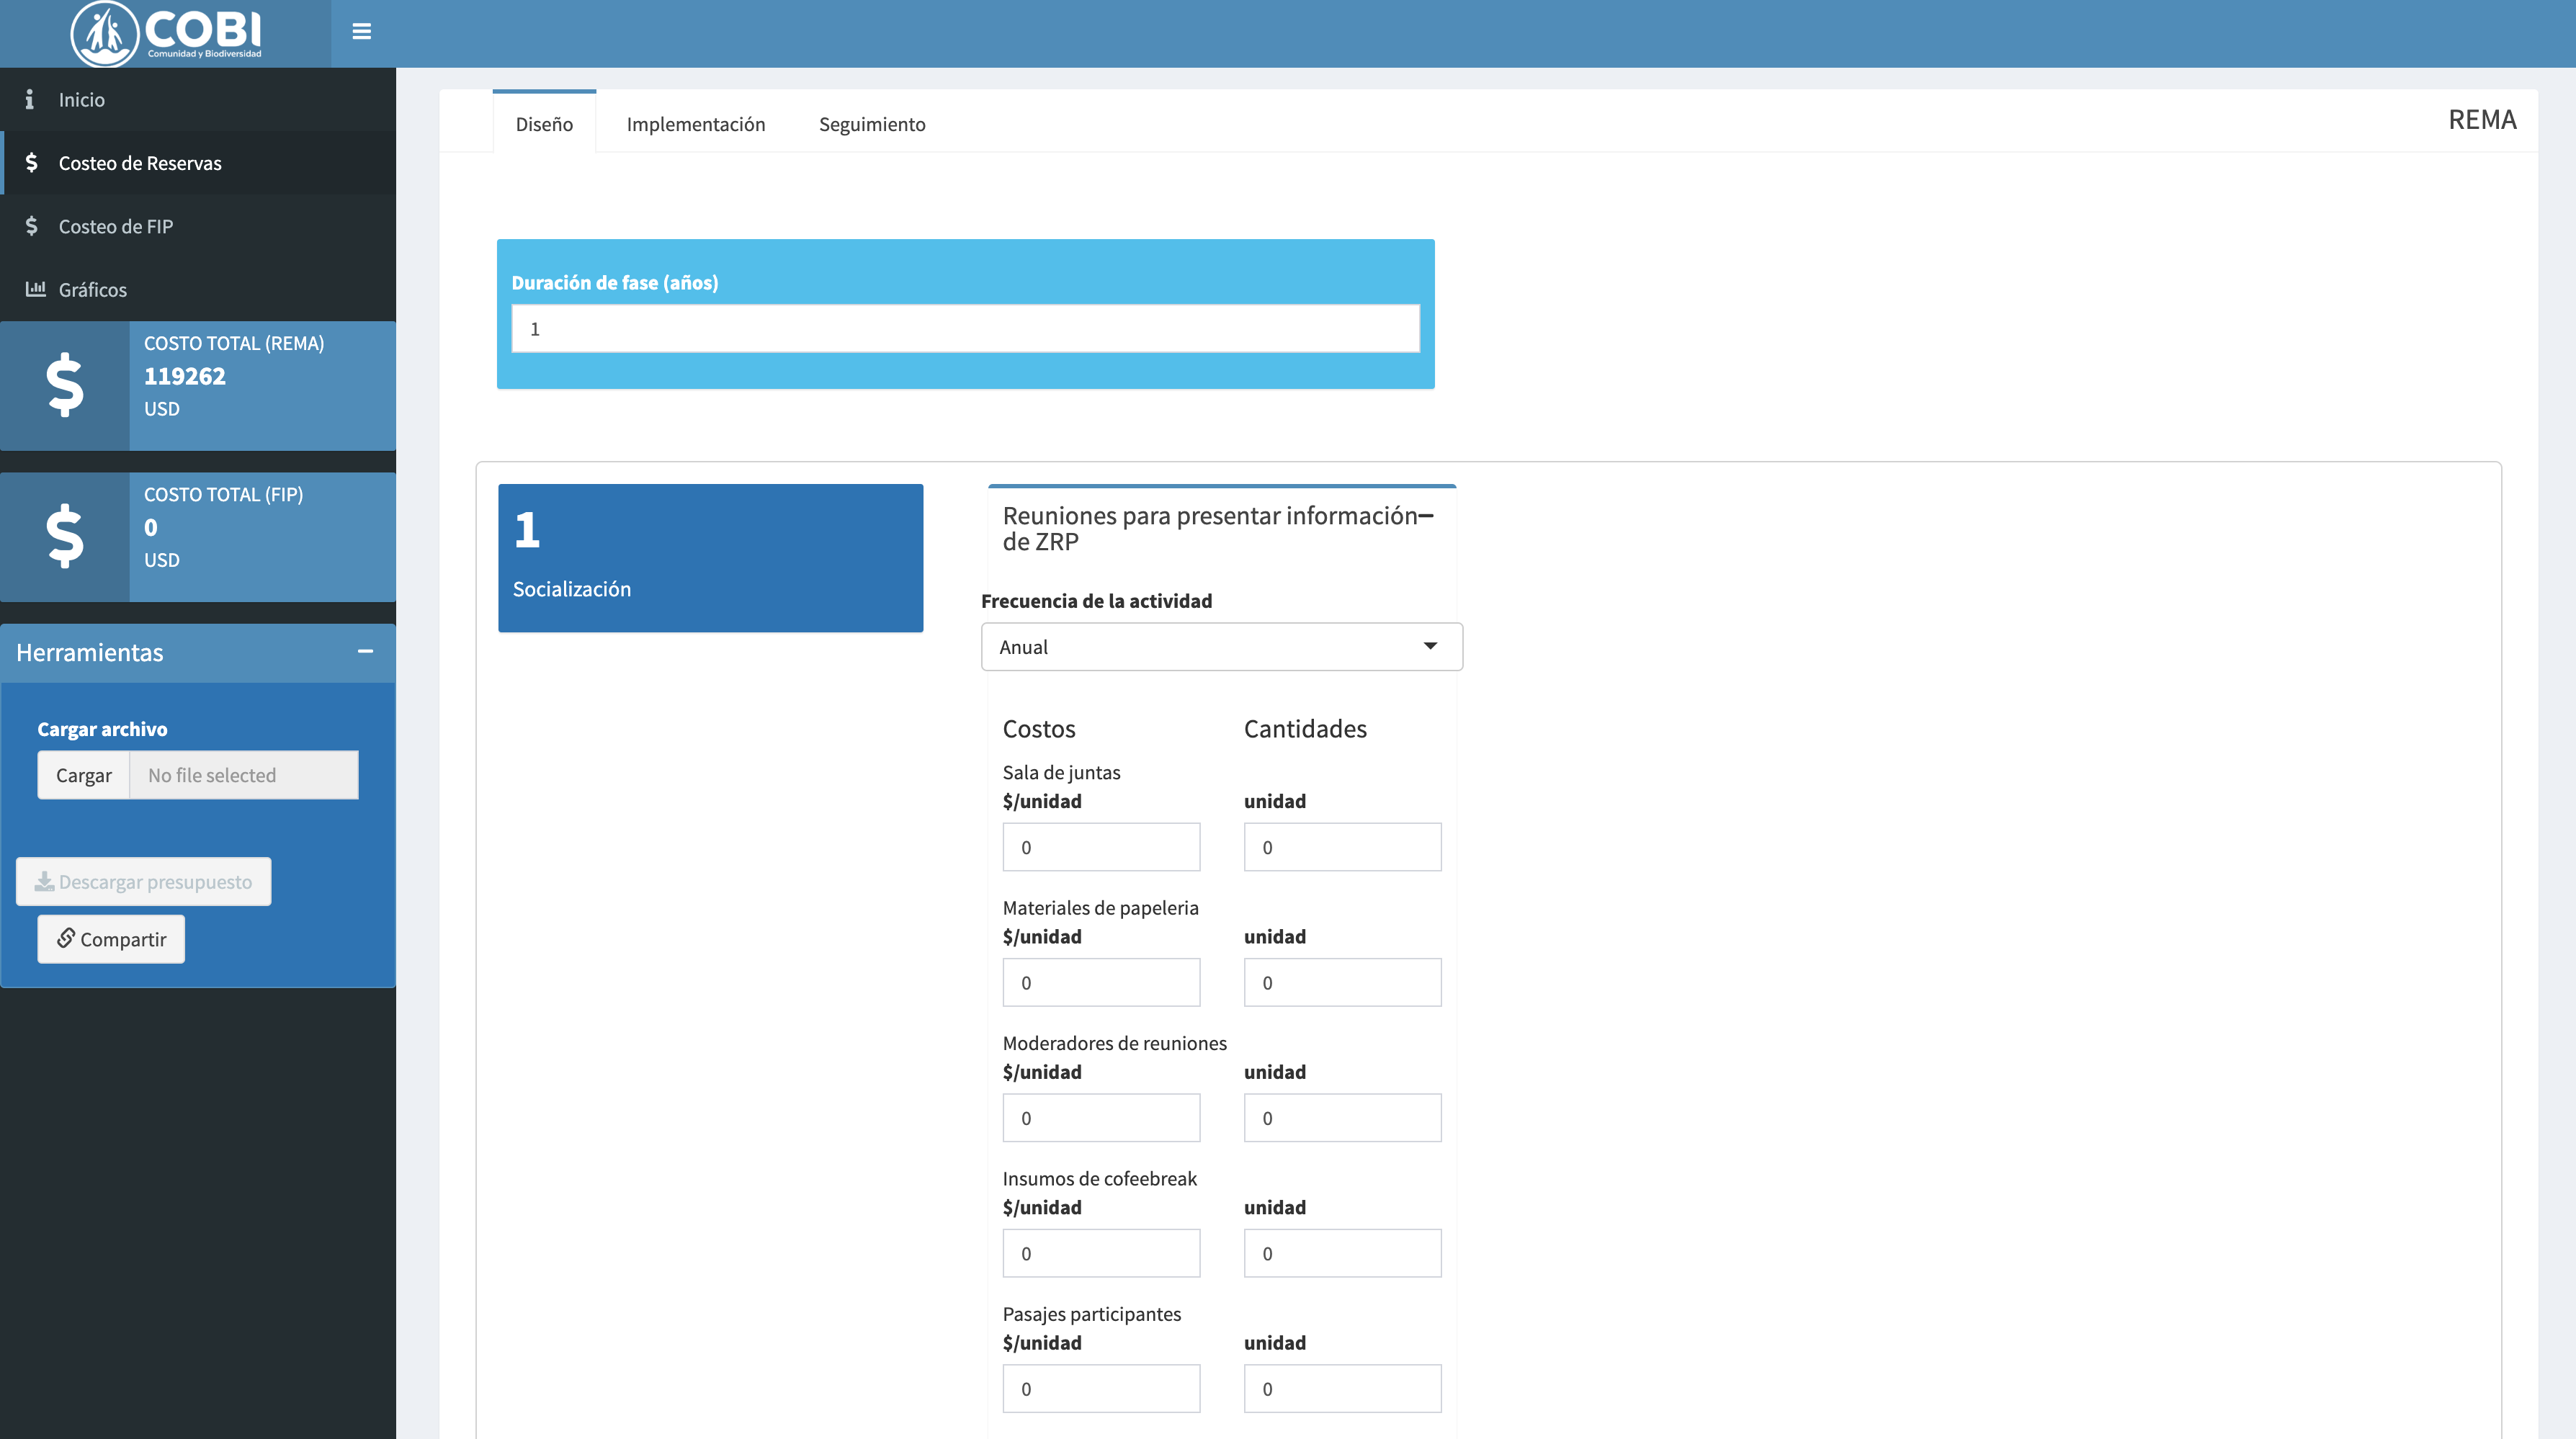 COBI
Comunidad y Biodiversidad
Inicio
Costeo de Reservas
Costeo de FIP
Gráficos
COSTO TOTAL (REMA)
119262
USD
COSTO TOTAL (FIP)
0
USD
Herramientas
Cargar archivo
Cargar No file selected
Descargar presupuesto
Compartir
Diseño Implementación Seguimiento REMA
Duración de fase (años)
1
1
Socialización
Reuniones para presentar información
de ZRP
Frecuencia de la actividad
Anual
Costos Cantidades
Sala de juntas
$/unidad unidad
0 0
Materiales de papeleria
$/unidad unidad
0 0
Moderadores de reuniones
$/unidad unidad
0 0
Insumos de cofeebreak
$/unidad unidad
0 0
Pasajes participantes
$/unidad unidad
0 0